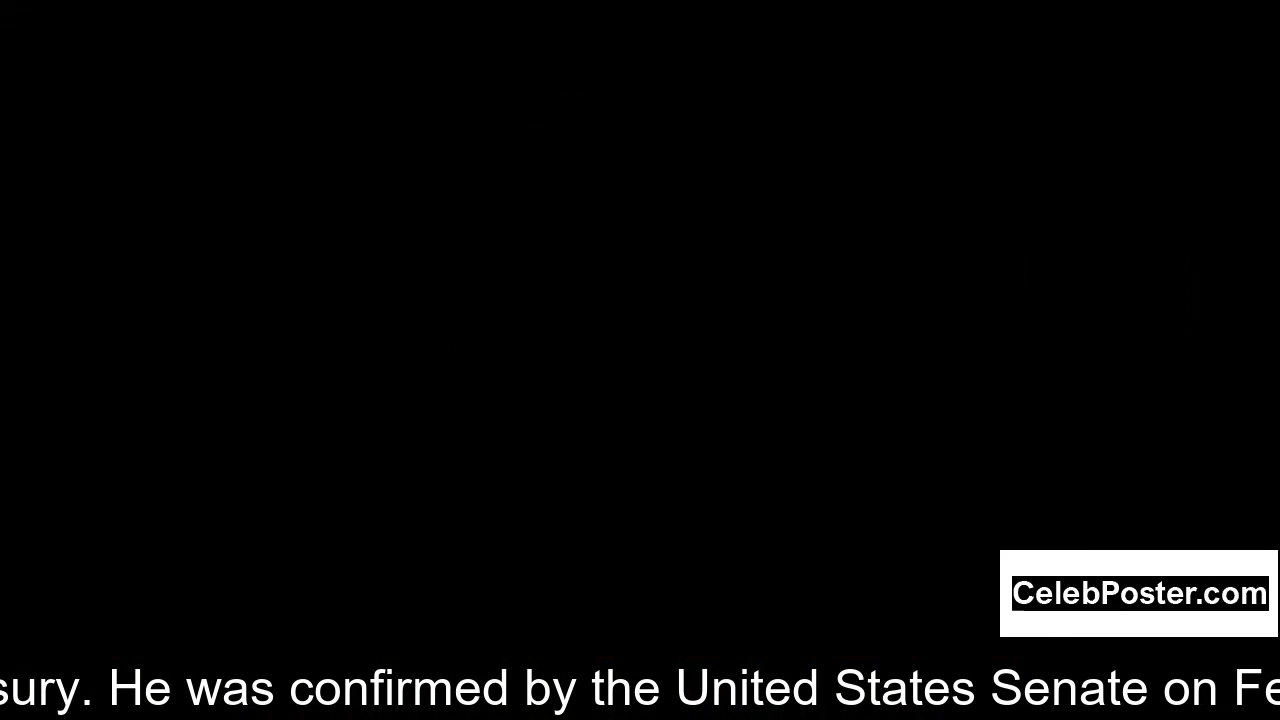 CelebPoster.com
sury. He was confirmed by the United States Senate on Fe